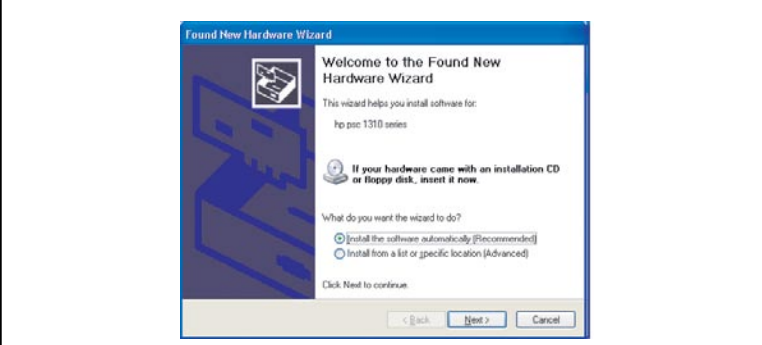 Found New Hardware Wizard
Welcome to the Found New
Hardware Wizard
This wizard helps you install software for:
hp psc 1310 series
If your hardware came with an installation CD
or floppy disk, insert it now.
What do you want the wizard to do?
Install the software automatically (Recommended)
Install from a list or specific location (Advanced)
Click Next to continue.
< Back Next > Cancel